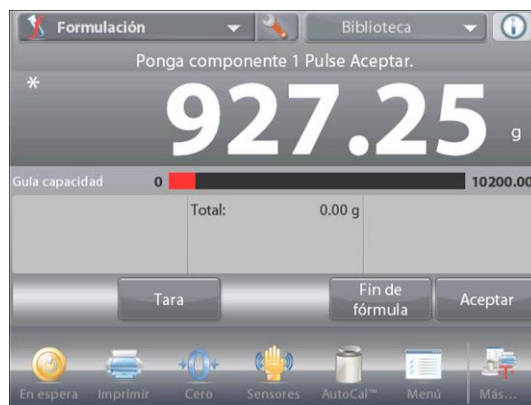 Formulación
Biblioteca
Ponga componente 1 Pulse Aceptar.
*
927.25 g
Guía capacidad 0 10200.00
Total: 0.00 g
Tara
Fin de
fórmula
Aceptar
En espera Imprimir Cero Sensores AutoCal™ Menú Más...